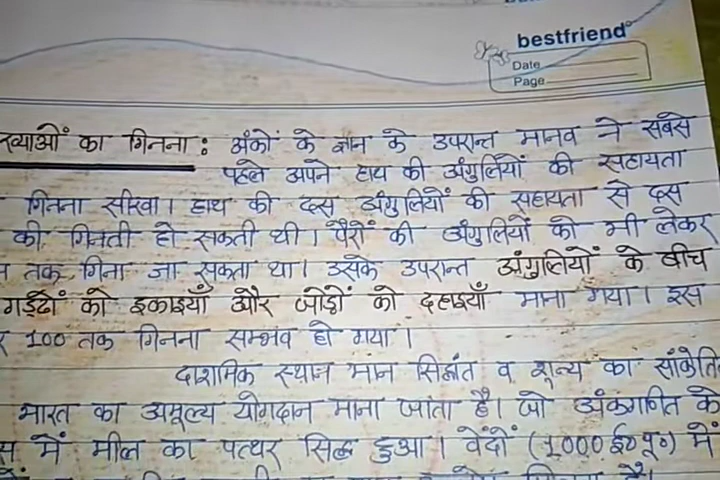 bestfriend
Date
Page
ख्याओं का गिनना : अंकों के ज्ञान के उपरान्त मानव ने सबसे
पहले अपने हाथ की अंगुलियों की सहायता
गिनना सीखा। हाथ की दस अंगुलियों की सहायता से दस
की गिनती हो सकती थी। पैरों की अंगुलियों को भी लेकर
तक गिना जा सकता था। उसके उपरान्त अंगुलियों के बीच
गड्ढों को इकाइयाँ और जोड़ों को दहाइयाँ माना गया। इस
100 तक गिनना सम्भव हो गया।
दाशमिक स्थान मान सिद्धांत व शून्य का सांकेति
भारत का अमूल्य योगदान माना जाता है। जो अंकगणित के
में मील का पत्थर सिद्ध हुआ। वेदों (1000 ई०पू०) में